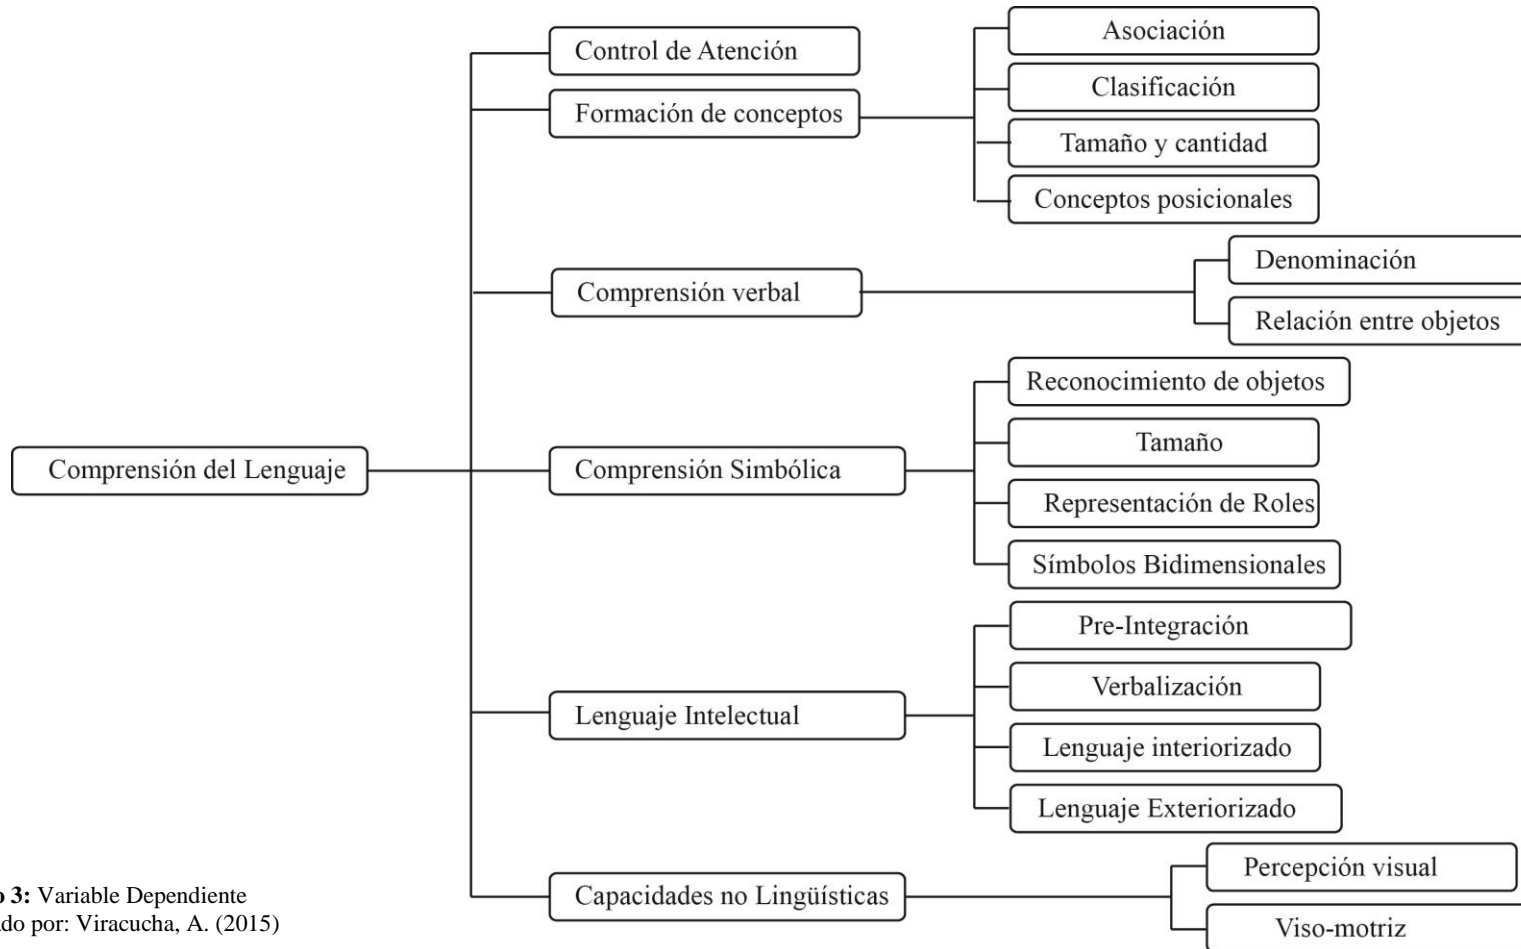 Comprensión del Lenguaje
Control de Atención
Formación de conceptos
Asociación
Clasificación
Tamaño y cantidad
Conceptos posicionales
Comprensión verbal
Denominación
Relación entre objetos
Comprensión Simbólica
Reconocimiento de objetos
Tamaño
Representación de Roles
Símbolos Bidimensionales
Lenguaje Intelectual
Pre-Integración
Verbalización
Lenguaje interiorizado
Lenguaje Exteriorizado
Capacidades no Lingüísticas
Percepción visual
Viso-motriz
o 3: Variable Dependiente
ado por: Viracucha, A. (2015)